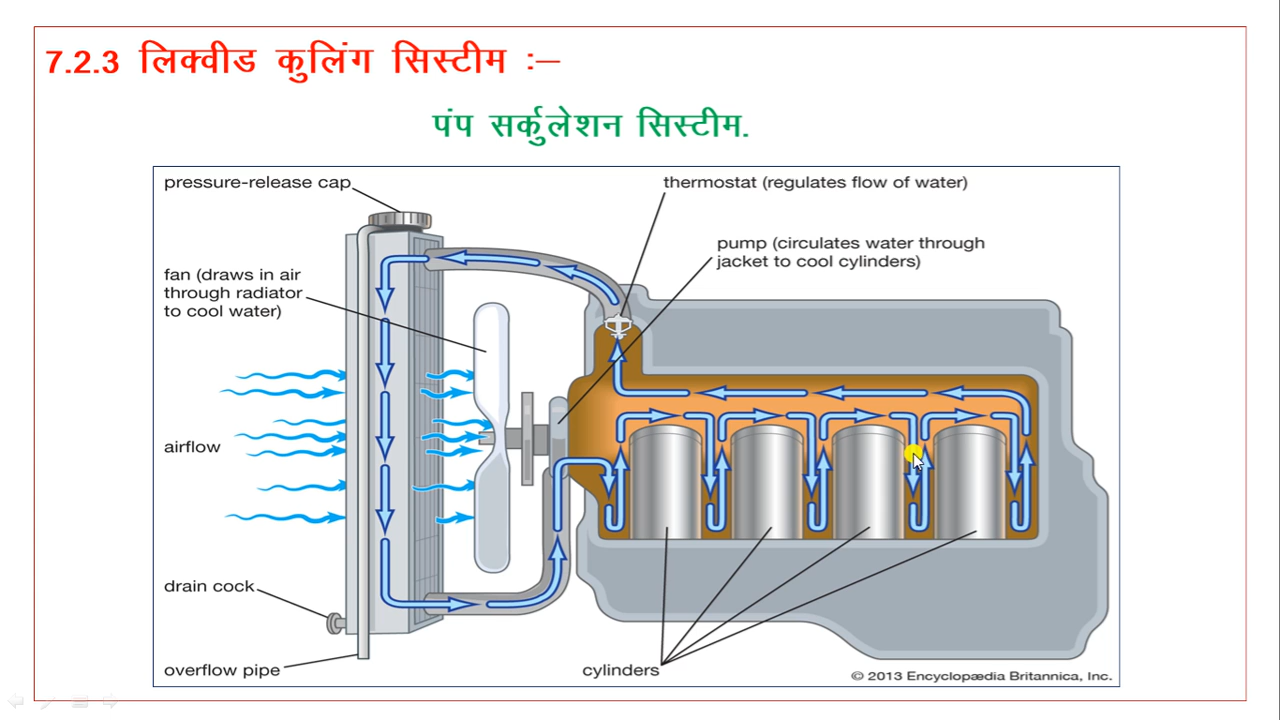 7.2.3 लिक्वीड कुलिंग सिस्टीम :–
पंप सर्कुलेशन सिस्टीम.
pressure-release cap
thermostat (regulates flow of water)
pump (circulates water through
jacket to cool cylinders)
fan (draws in air
through radiator
to cool water)
airflow
drain cock
overflow pipe
cylinders
© 2013 Encyclopædia Britannica, Inc.